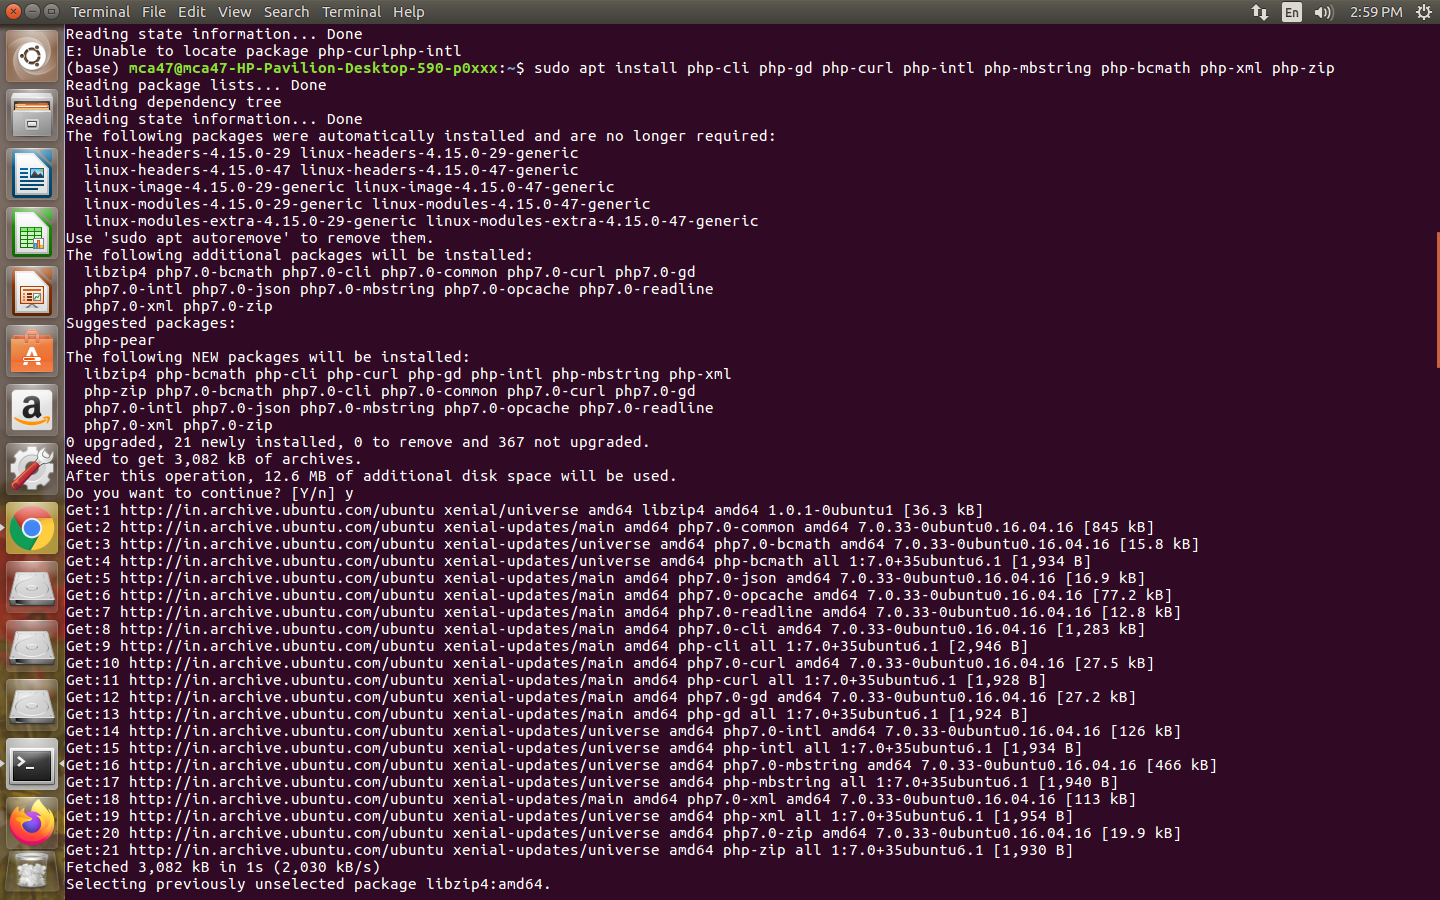 Terminal File Edit View Search Terminal Help En 2:59 PM
Reading state information... Done
E: Unable to locate package php-curlphp-intl
(base) mca47@mca47-HP-Pavilion-Desktop-590-p0xxx:~$ sudo apt install php-cli php-gd php-curl php-intl php-mbstring php-bcmath php-xml php-zip
Reading package lists... Done
Building dependency tree
Reading state information... Done
The following packages were automatically installed and are no longer required:
  linux-headers-4.15.0-29 linux-headers-4.15.0-29-generic
  linux-headers-4.15.0-47 linux-headers-4.15.0-47-generic
  linux-image-4.15.0-29-generic linux-image-4.15.0-47-generic
  linux-modules-4.15.0-29-generic linux-modules-4.15.0-47-generic
  linux-modules-extra-4.15.0-29-generic linux-modules-extra-4.15.0-47-generic
Use 'sudo apt autoremove' to remove them.
The following additional packages will be installed:
  libzip4 php7.0-bcmath php7.0-cli php7.0-common php7.0-curl php7.0-gd
  php7.0-intl php7.0-json php7.0-mbstring php7.0-opcache php7.0-readline
  php7.0-xml php7.0-zip
Suggested packages:
  php-pear
The following NEW packages will be installed:
  libzip4 php-bcmath php-cli php-curl php-gd php-intl php-mbstring php-xml
  php-zip php7.0-bcmath php7.0-cli php7.0-common php7.0-curl php7.0-gd
  php7.0-intl php7.0-json php7.0-mbstring php7.0-opcache php7.0-readline
  php7.0-xml php7.0-zip
0 upgraded, 21 newly installed, 0 to remove and 367 not upgraded.
Need to get 3,082 kB of archives.
After this operation, 12.6 MB of additional disk space will be used.
Do you want to continue? [Y/n] y
Get:1 http://in.archive.ubuntu.com/ubuntu xenial/universe amd64 libzip4 amd64 1.0.1-0ubuntu1 [36.3 kB]
Get:2 http://in.archive.ubuntu.com/ubuntu xenial-updates/main amd64 php7.0-common amd64 7.0.33-0ubuntu0.16.04.16 [845 kB]
Get:3 http://in.archive.ubuntu.com/ubuntu xenial-updates/universe amd64 php7.0-bcmath amd64 7.0.33-0ubuntu0.16.04.16 [15.8 kB]
Get:4 http://in.archive.ubuntu.com/ubuntu xenial-updates/universe amd64 php-bcmath all 1:7.0+35ubuntu6.1 [1,934 B]
Get:5 http://in.archive.ubuntu.com/ubuntu xenial-updates/main amd64 php7.0-json amd64 7.0.33-0ubuntu0.16.04.16 [16.9 kB]
Get:6 http://in.archive.ubuntu.com/ubuntu xenial-updates/main amd64 php7.0-opcache amd64 7.0.33-0ubuntu0.16.04.16 [77.2 kB]
Get:7 http://in.archive.ubuntu.com/ubuntu xenial-updates/main amd64 php7.0-readline amd64 7.0.33-0ubuntu0.16.04.16 [12.8 kB]
Get:8 http://in.archive.ubuntu.com/ubuntu xenial-updates/main amd64 php7.0-cli amd64 7.0.33-0ubuntu0.16.04.16 [1,283 kB]
Get:9 http://in.archive.ubuntu.com/ubuntu xenial-updates/main amd64 php-cli all 1:7.0+35ubuntu6.1 [2,946 B]
Get:10 http://in.archive.ubuntu.com/ubuntu xenial-updates/main amd64 php7.0-curl amd64 7.0.33-0ubuntu0.16.04.16 [27.5 kB]
Get:11 http://in.archive.ubuntu.com/ubuntu xenial-updates/main amd64 php-curl all 1:7.0+35ubuntu6.1 [1,928 B]
Get:12 http://in.archive.ubuntu.com/ubuntu xenial-updates/main amd64 php7.0-gd amd64 7.0.33-0ubuntu0.16.04.16 [27.2 kB]
Get:13 http://in.archive.ubuntu.com/ubuntu xenial-updates/main amd64 php-gd all 1:7.0+35ubuntu6.1 [1,924 B]
Get:14 http://in.archive.ubuntu.com/ubuntu xenial-updates/universe amd64 php7.0-intl amd64 7.0.33-0ubuntu0.16.04.16 [126 kB]
Get:15 http://in.archive.ubuntu.com/ubuntu xenial-updates/universe amd64 php-intl all 1:7.0+35ubuntu6.1 [1,934 B]
Get:16 http://in.archive.ubuntu.com/ubuntu xenial-updates/universe amd64 php7.0-mbstring amd64 7.0.33-0ubuntu0.16.04.16 [466 kB]
Get:17 http://in.archive.ubuntu.com/ubuntu xenial-updates/universe amd64 php-mbstring all 1:7.0+35ubuntu6.1 [1,940 B]
Get:18 http://in.archive.ubuntu.com/ubuntu xenial-updates/main amd64 php7.0-xml amd64 7.0.33-0ubuntu0.16.04.16 [113 kB]
Get:19 http://in.archive.ubuntu.com/ubuntu xenial-updates/universe amd64 php-xml all 1:7.0+35ubuntu6.1 [1,954 B]
Get:20 http://in.archive.ubuntu.com/ubuntu xenial-updates/universe amd64 php7.0-zip amd64 7.0.33-0ubuntu0.16.04.16 [19.9 kB]
Get:21 http://in.archive.ubuntu.com/ubuntu xenial-updates/universe amd64 php-zip all 1:7.0+35ubuntu6.1 [1,930 B]
Fetched 3,082 kB in 1s (2,030 kB/s)
Selecting previously unselected package libzip4:amd64.